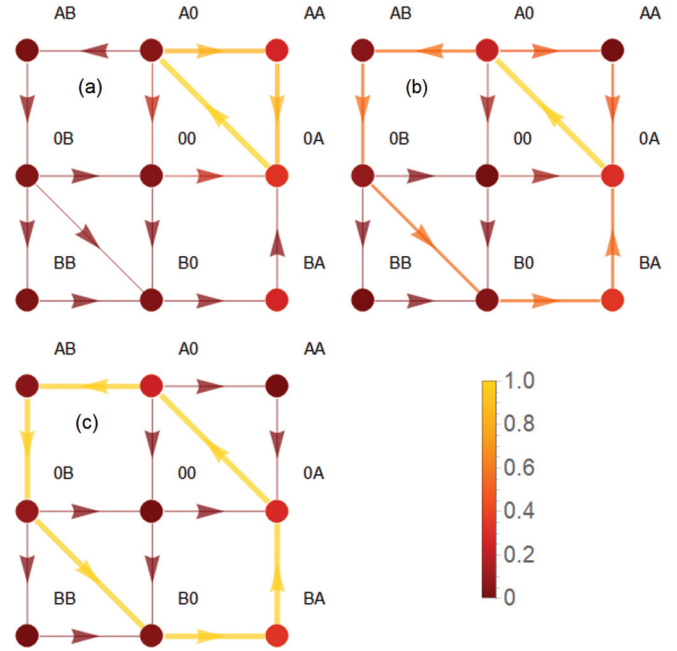 AB A0 AA AB A0 AA
(a) (b)
0B 00 0A 0B 00 0A
BB B0 BA BB B0 BA
AB A0 AA
(c)
1.0
0.8
0B 00 0A
0.6
0.4
0.2
BB B0 BA
0